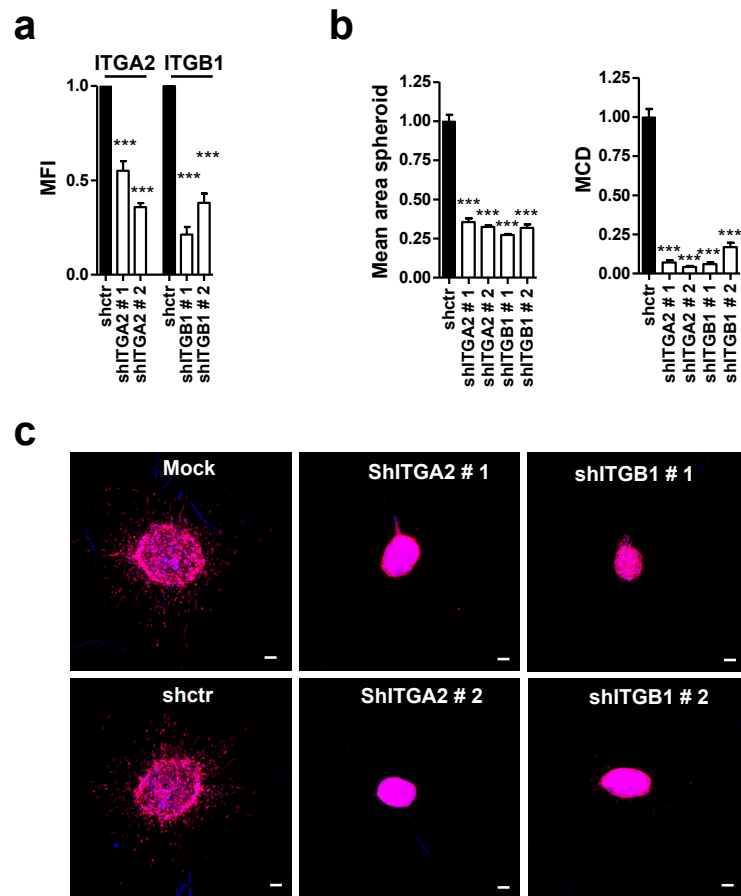 a
ITGA2 ITGB1
MFI
1.0
0.5
0.0
***
***
***
***
shctr
shITGA2 # 1
shITGA2 # 2
shctr
shITGB1 # 1
shITGB1 # 2
b
Mean area spheroid
1.25
1.00
0.75
0.50
0.25
0.00
***
***
***
***
shctr
shITGA2 # 1
shITGA2 # 2
shITGB1 # 1
shITGB1 # 2
MCD
1.25
1.00
0.75
0.50
0.25
0.00
***
***
***
***
shctr
shITGA2 # 1
shITGA2 # 2
shITGB1 # 1
shITGB1 # 2
c
Mock
ShITGA2 # 1
shITGB1 # 1
shctr
ShITGA2 # 2
shITGB1 # 2